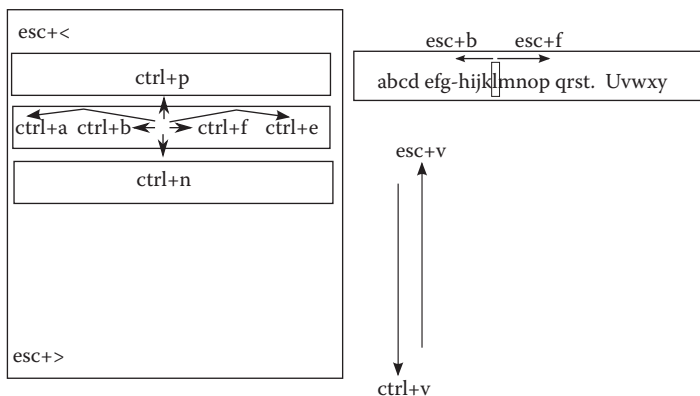 esc+<
ctrl+p
ctrl+a ctrl+b ctrl+f ctrl+e
ctrl+n
esc+>
esc+b esc+f
abcd efg-hijklmnop qrst. Uvwxy
esc+v
ctrl+v